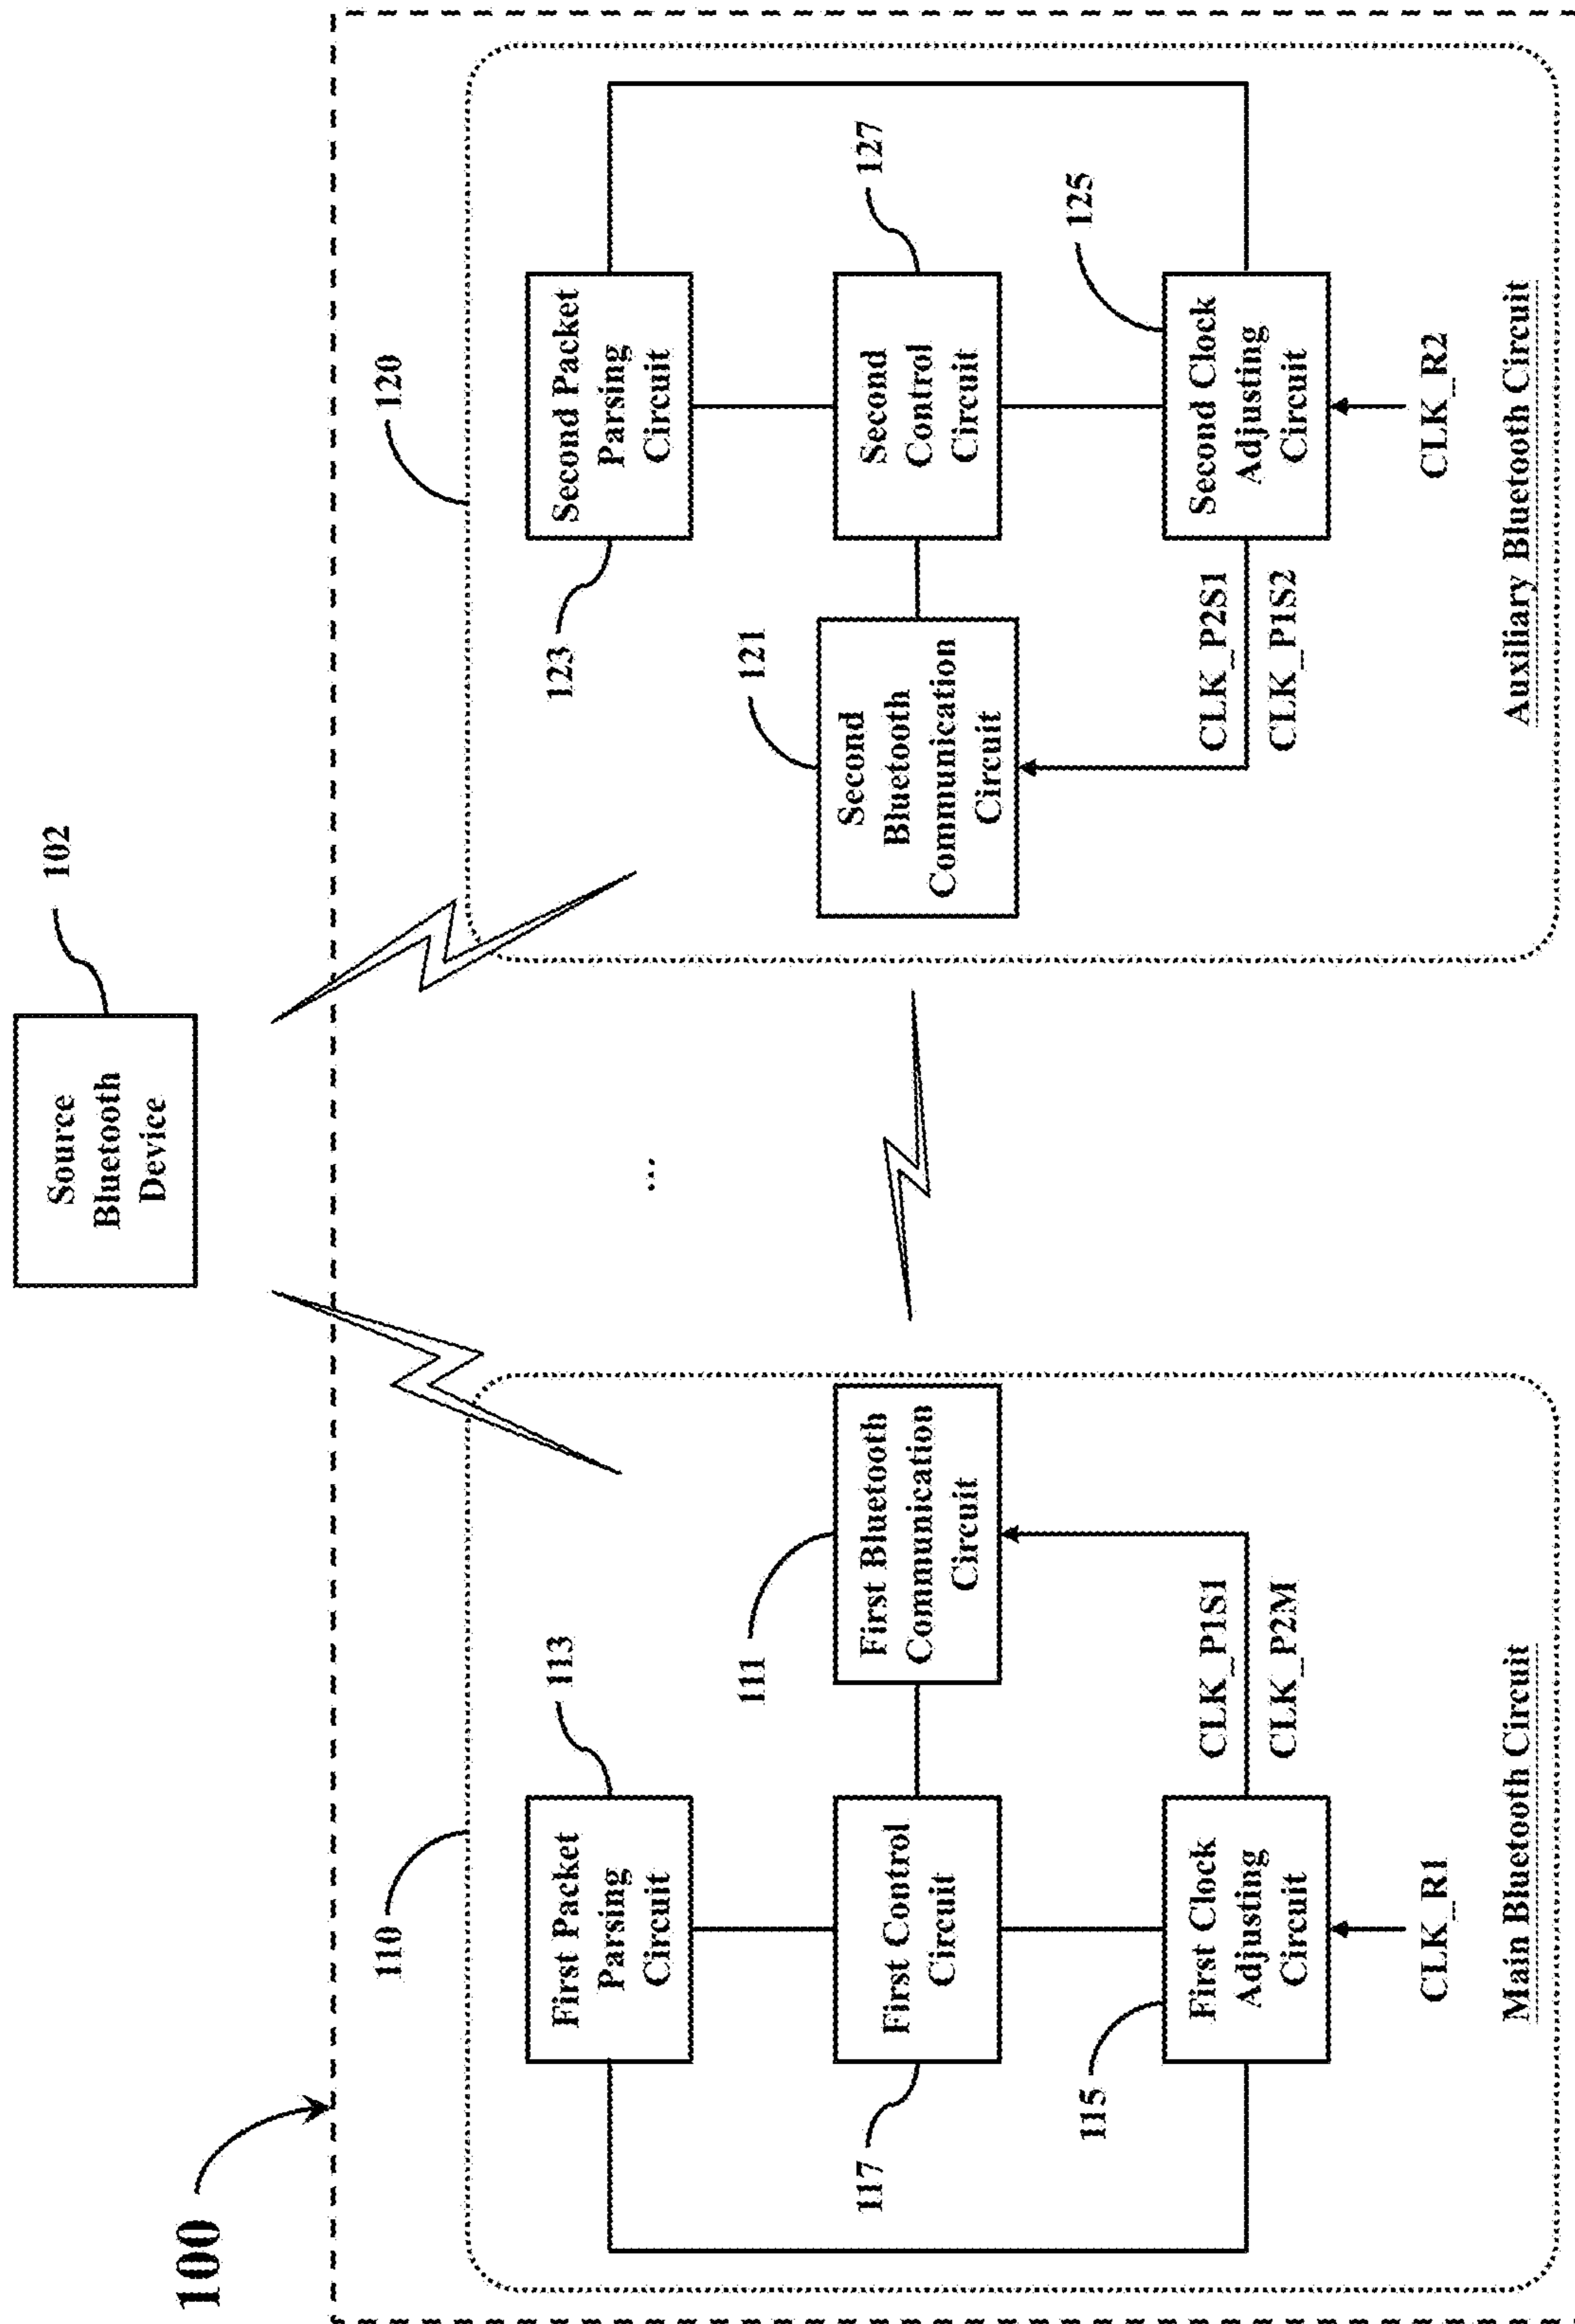 100
Source
Bluetooth
Device
102
110
First Packet
Parsing
Circuit
113
First Control
Circuit
117
First Bluetooth
Communication
Circuit
111
First Clock
Adjusting
Circuit
115
CLK_P1S1
CLK_P2M
CLK_R1
Main Bluetooth Circuit
...
120
Second Packet
Parsing
Circuit
123
Second
Bluetooth
Communication
Circuit
121
Second
Control
Circuit
127
Second Clock
Adjusting
Circuit
125
CLK_P2S1
CLK_P1S2
CLK_R2
Auxiliary Bluetooth Circuit